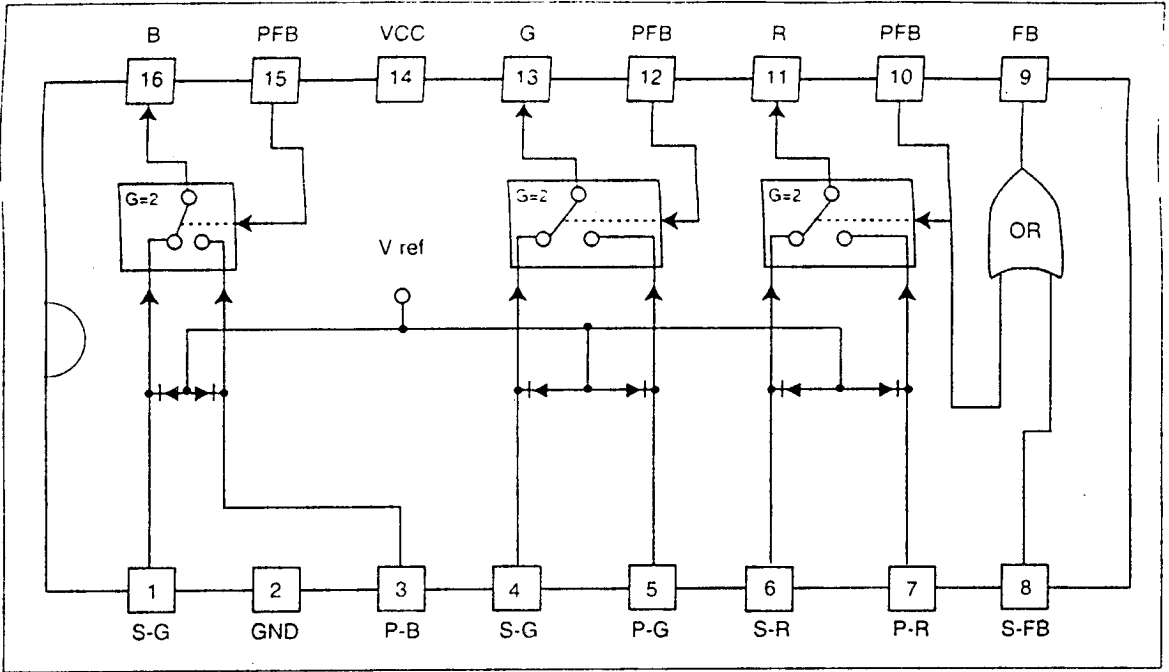 B PFB VCC G PFB R PFB FB
16 15 14 13 12 11 10 9
G=2 G=2 G=2
OR
V ref
1 2 3 4 5 6 7 8
S-G GND P-B S-G P-G S-R P-R S-FB